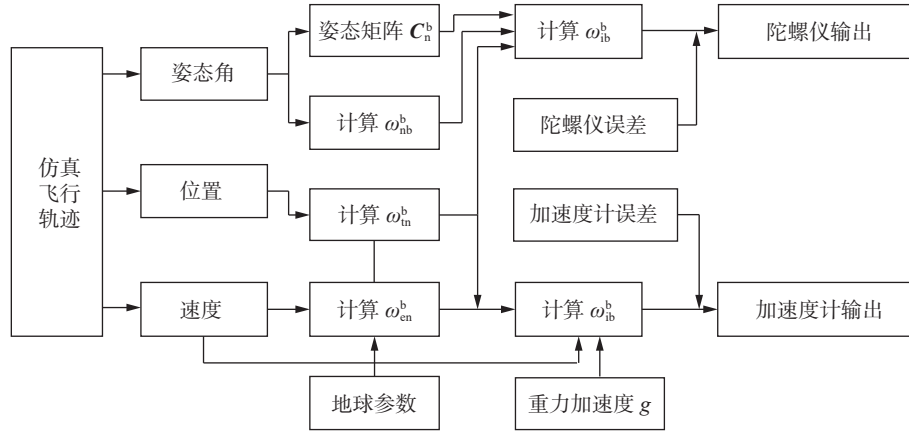 仿真
飞行
轨迹
姿态角
位置
速度
姿态矩阵 C_n^b
计算 ω_nb^b
计算 ω_tn^b
计算 ω_en^b
地球参数
计算 ω_ib^b
陀螺仪误差
加速度计误差
计算 ω_ib^b
重力加速度 g
陀螺仪输出
加速度计输出